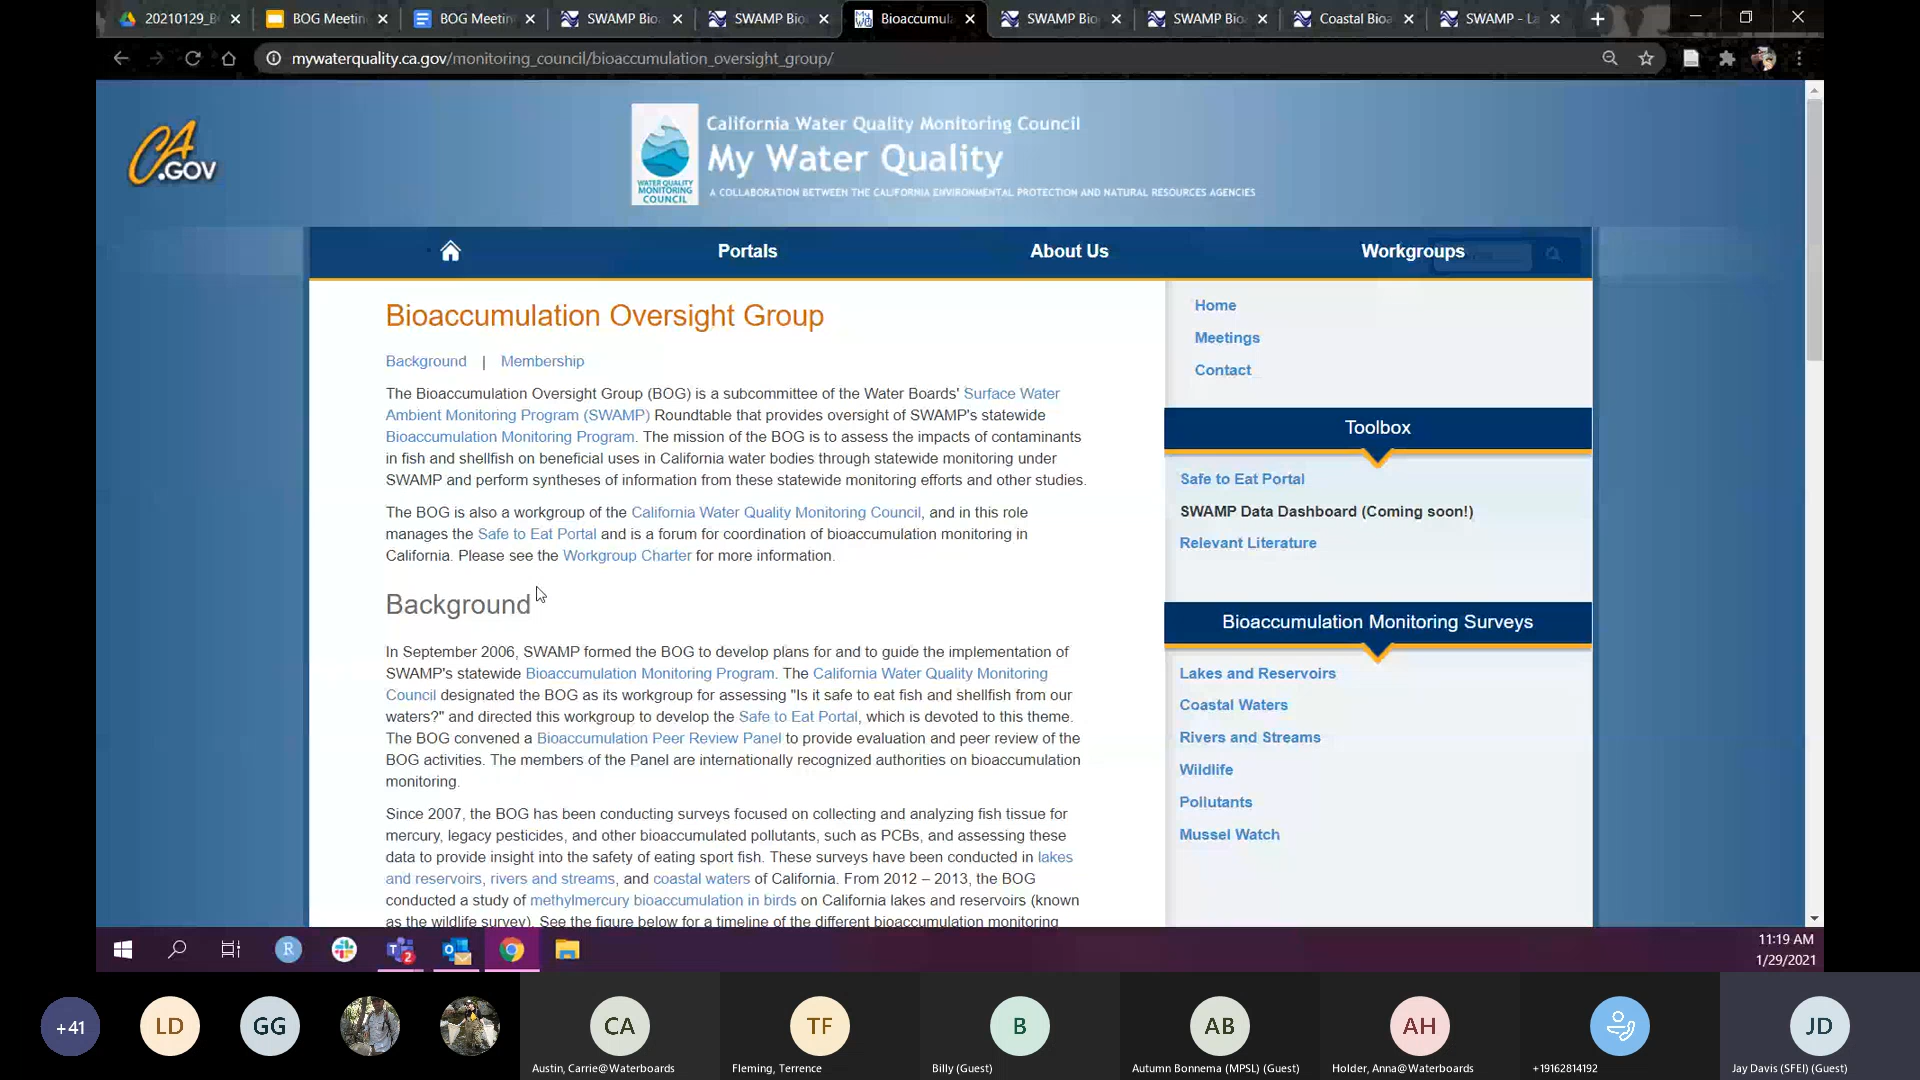 20210129_B
BOG Meetin
BOG Meetin
SWAMP Bio
SWAMP Bio
Bioaccumula
SWAMP Bio
SWAMP Bio
Coastal Bioa
SWAMP - La
mywaterquality.ca.gov/monitoring_council/bioaccumulation_oversight_group/
CA.GOV
WATER QUALITY
MONITORING
COUNCIL
California Water Quality Monitoring Council
My Water Quality
A COLLABORATION BETWEEN THE CALIFORNIA ENVIRONMENTAL PROTECTION AND NATURAL RESOURCES AGENCIES
Portals
About Us
Workgroups
Bioaccumulation Oversight Group
Background | Membership
The Bioaccumulation Oversight Group (BOG) is a subcommittee of the Water Boards' Surface Water
Ambient Monitoring Program (SWAMP) Roundtable that provides oversight of SWAMP's statewide
Bioaccumulation Monitoring Program. The mission of the BOG is to assess the impacts of contaminants
in fish and shellfish on beneficial uses in California water bodies through statewide monitoring under
SWAMP and perform syntheses of information from these statewide monitoring efforts and other studies.
The BOG is also a workgroup of the California Water Quality Monitoring Council, and in this role
manages the Safe to Eat Portal and is a forum for coordination of bioaccumulation monitoring in
California. Please see the Workgroup Charter for more information.
Background
In September 2006, SWAMP formed the BOG to develop plans for and to guide the implementation of
SWAMP's statewide Bioaccumulation Monitoring Program. The California Water Quality Monitoring
Council designated the BOG as its workgroup for assessing "Is it safe to eat fish and shellfish from our
waters?" and directed this workgroup to develop the Safe to Eat Portal, which is devoted to this theme.
The BOG convened a Bioaccumulation Peer Review Panel to provide evaluation and peer review of the
BOG activities. The members of the Panel are internationally recognized authorities on bioaccumulation
monitoring.
Since 2007, the BOG has been conducting surveys focused on collecting and analyzing fish tissue for
mercury, legacy pesticides, and other bioaccumulated pollutants, such as PCBs, and assessing these
data to provide insight into the safety of eating sport fish. These surveys have been conducted in lakes
and reservoirs, rivers and streams, and coastal waters of California. From 2012 – 2013, the BOG
conducted a study of methylmercury bioaccumulation in birds on California lakes and reservoirs (known
as the wildlife survey). See the figure below for a timeline of the different bioaccumulation monitoring
Home
Meetings
Contact
Toolbox
Safe to Eat Portal
SWAMP Data Dashboard (Coming soon!)
Relevant Literature
Bioaccumulation Monitoring Surveys
Lakes and Reservoirs
Coastal Waters
Rivers and Streams
Wildlife
Pollutants
Mussel Watch
R
2
11:19 AM
1/29/2021
+41
LD
GG
CA
TF
B
AB
AH
JD
Austin, Carrie@Waterboards
Fleming, Terrence
Billy (Guest)
Autumn Bonnema (MPSL) (Guest)
Holder, Anna@Waterboards
+19162814192
Jay Davis (SFEI) (Guest)